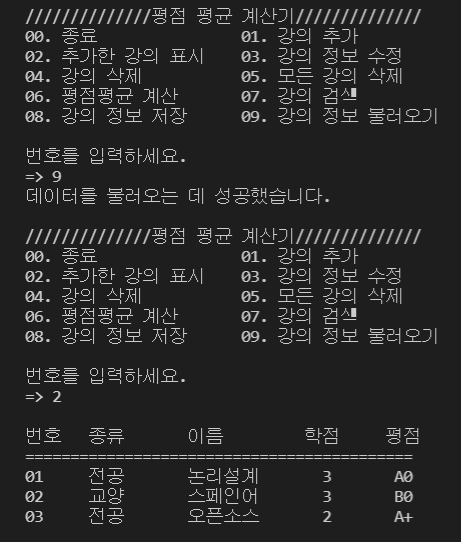 //////////////평점 평균 계산기//////////////
00. 종료 01. 강의 추가
02. 추가한 강의 표시 03. 강의 정보 수정
04. 강의 삭제 05. 모든 강의 삭제
06. 평점평균 계산 07. 강의 검색
08. 강의 정보 저장 09. 강의 정보 불러오기
번호를 입력하세요.
=> 9
데이터를 불러오는 데 성공했습니다.
//////////////평점 평균 계산기//////////////
00. 종료 01. 강의 추가
02. 추가한 강의 표시 03. 강의 정보 수정
04. 강의 삭제 05. 모든 강의 삭제
06. 평점평균 계산 07. 강의 검색
08. 강의 정보 저장 09. 강의 정보 불러오기
번호를 입력하세요.
=> 2
번호 종류 이름 학점 평점
===========================================
01 전공 논리설계 3 A0
02 교양 스페인어 3 B0
03 전공 오픈소스 2 A+